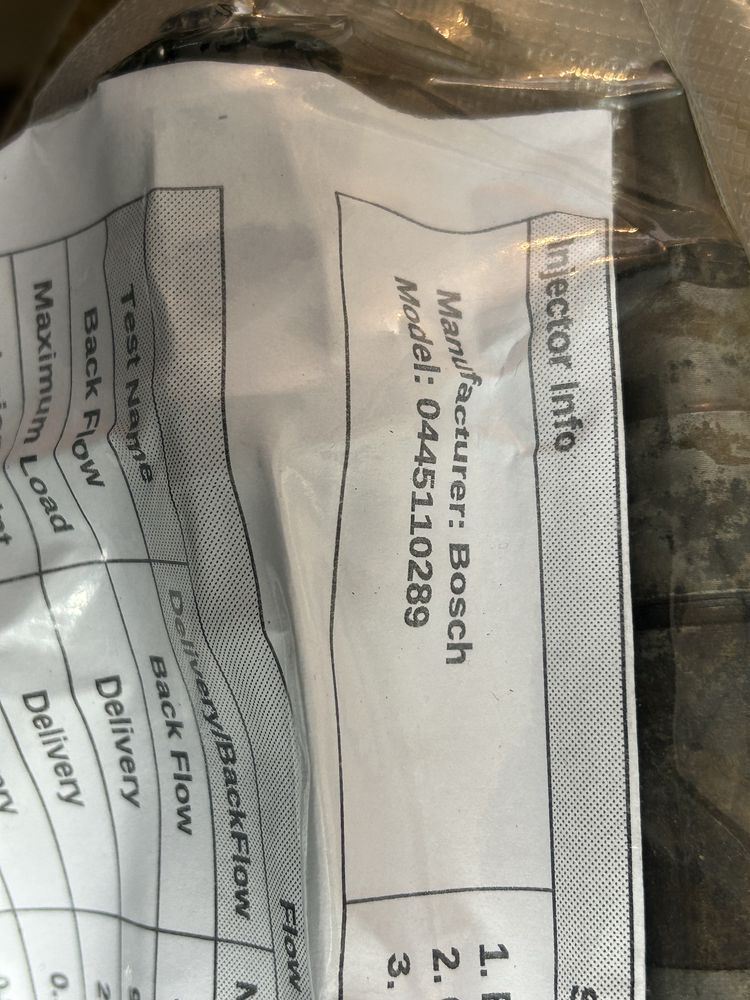 Injector Info
Manufacturer: Bosch
Model: 0445110289
1.
2.
3.
Flow
Test Name
Delivery/BackFlow
Back Flow
Back Flow
Maximum Load
Delivery
Delivery